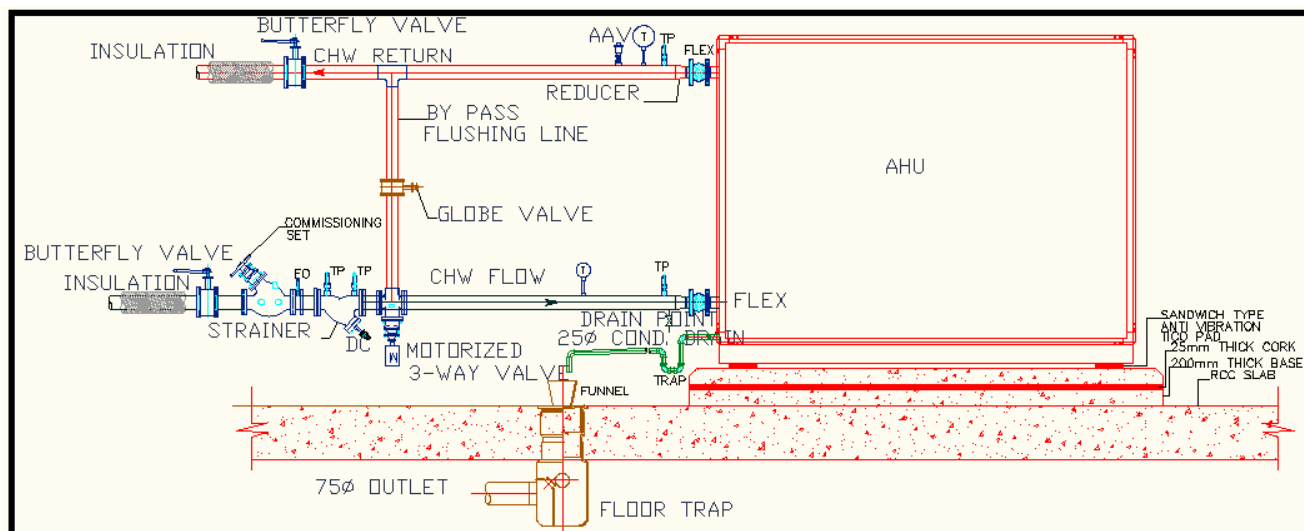 BUTTERFLY VALVE
INSULATION
CHW RETURN
AAV
T
TP
FLEX
REDUCER
BY PASS
FLUSHING LINE
AHU
GLOBE VALVE
COMMISSIONING
SET
BUTTERFLY VALVE
INSULATION
FO
TP
TP
CHW FLOW
T
TP
FLEX
STRAINER
DC
DRAIN POINT
25ø COND. DRAIN
M
MOTORIZED
3-WAY VALVE
TRAP
FUNNEL
SANDWICH TYPE
ANTI VIBRATION
TICO PAD
25mm THICK CORK
200mm THICK BASE
RCC SLAB
75ø OUTLET
FLOOR TRAP